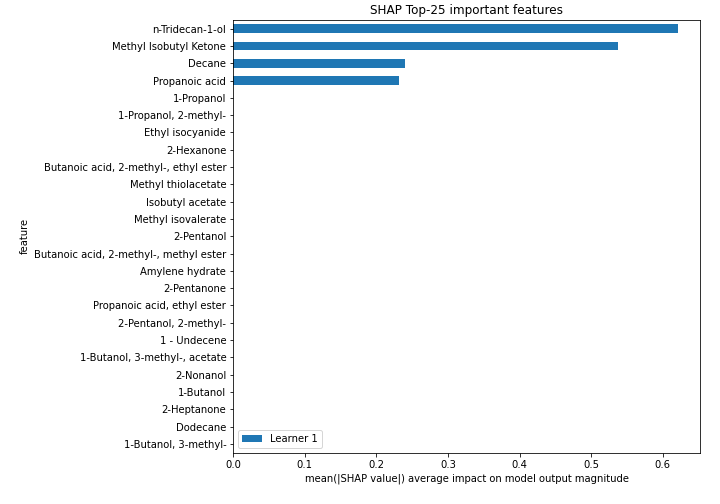 SHAP Top-25 important features
n-Tridecan-1-ol
Methyl Isobutyl Ketone
Decane
Propanoic acid
1-Propanol
1-Propanol, 2-methyl-
Ethyl isocyanide
2-Hexanone
Butanoic acid, 2-methyl-, ethyl ester
Methyl thiolacetate
Isobutyl acetate
Methyl isovalerate
2-Pentanol
Butanoic acid, 2-methyl-, methyl ester
Amylene hydrate
2-Pentanone
Propanoic acid, ethyl ester
2-Pentanol, 2-methyl-
1 - Undecene
1-Butanol, 3-methyl-, acetate
2-Nonanol
1-Butanol
2-Heptanone
Dodecane
1-Butanol, 3-methyl-
feature
Learner 1
0.0 0.1 0.2 0.3 0.4 0.5 0.6
mean(|SHAP value|) average impact on model output magnitude